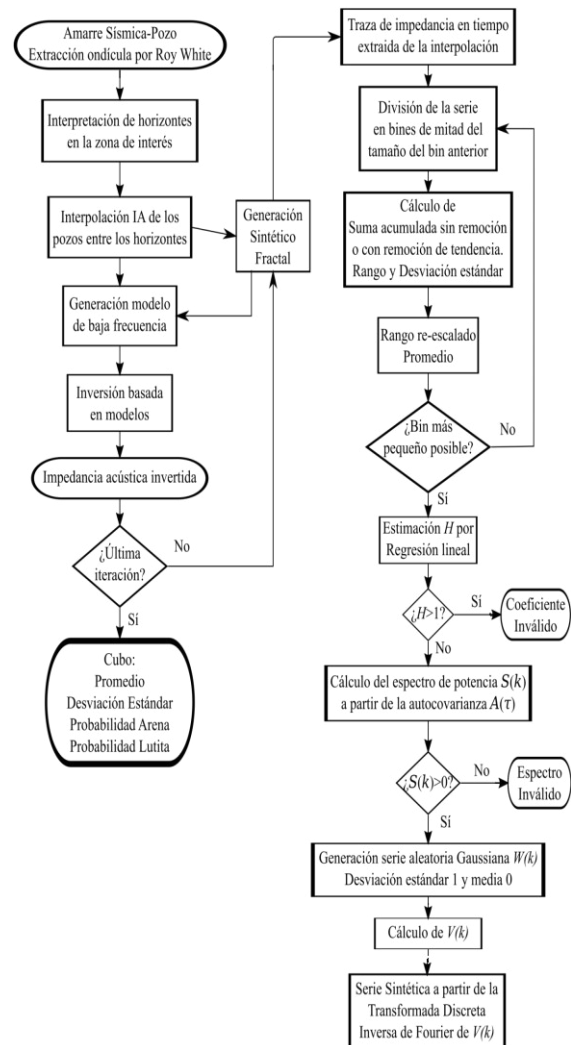 Amarre Sísmica-Pozo
Extracción ondícula por Roy White
Interpretación de horizontes
en la zona de interés
Interpolación IA de los
pozos entre los horizontes
Generación
Sintético
Fractal
Generación modelo
de baja frecuencia
Inversión basada
en modelos
Impedancia acústica invertida
¿Última
iteración?
No
Sí
Cubo:
Promedio
Desviación Estándar
Probabilidad Arena
Probabilidad Lutita
Traza de impedancia en tiempo
extraida de la interpolación
División de la serie
en bines de mitad del
tamaño del bin anterior
Cálculo de
Suma acumulada sin remoción
o con remoción de tendencia.
Rango y Desviación estándar
Rango re-escalado
Promedio
¿Bin más
pequeño posible?
No
Sí
Estimación H por
Regresión lineal
¿H>1?
Sí
Coeficiente
Inválido
No
Cálculo del espectro de potencia S(k)
a partir de la autocovarianza A(τ)
¿S(k)>0?
No
Espectro
Inválido
Sí
Generación serie aleatoria Gaussiana W(k)
Desviación estándar 1 y media 0
Cálculo de V(k)
Serie Sintética a partir de la
Transformada Discreta
Inversa de Fourier de V(k)